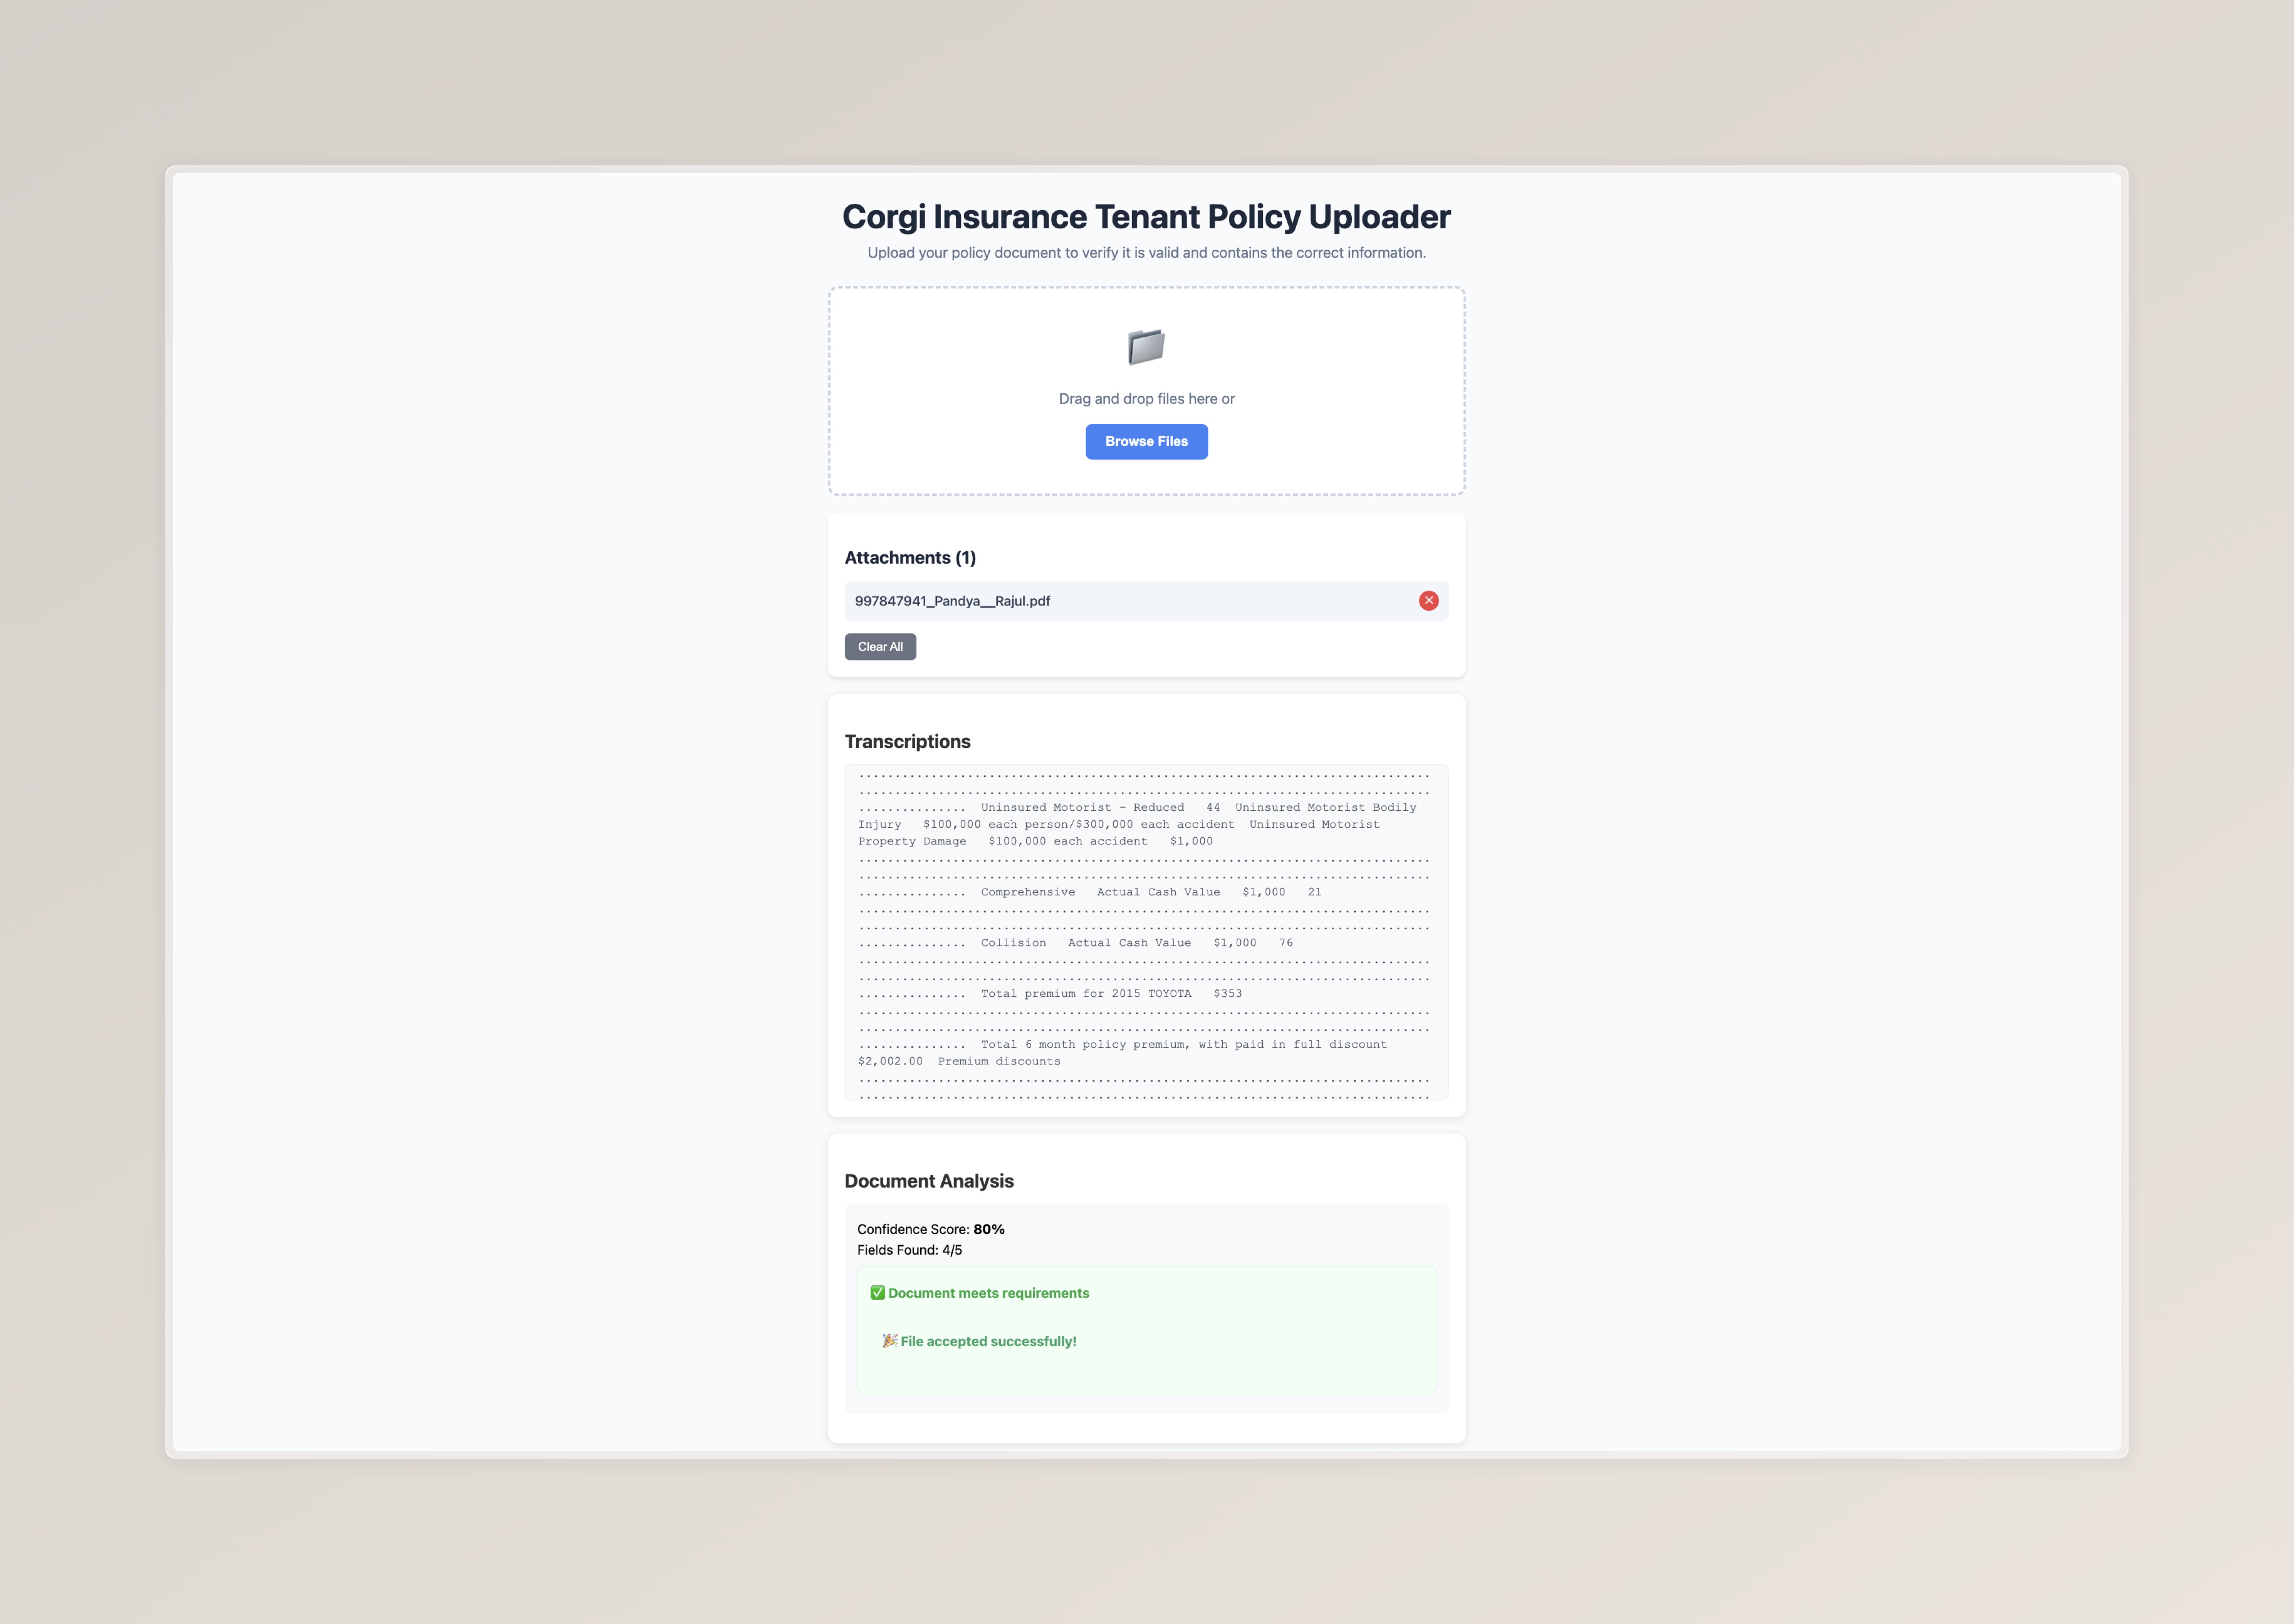 Corgi Insurance Tenant Policy Uploader
Upload your policy document to verify it is valid and contains the correct information.
Drag and drop files here or
Browse Files
Attachments (1)
997847941_Pandya__Rajul.pdf
Clear All
Transcriptions
...............................................................................
...............................................................................
............... Uninsured Motorist - Reduced 44 Uninsured Motorist Bodily
Injury $100,000 each person/$300,000 each accident Uninsured Motorist
Property Damage $100,000 each accident $1,000
...............................................................................
...............................................................................
............... Comprehensive Actual Cash Value $1,000 21
...............................................................................
...............................................................................
............... Collision Actual Cash Value $1,000 76
...............................................................................
...............................................................................
............... Total premium for 2015 TOYOTA $353
...............................................................................
...............................................................................
............... Total 6 month policy premium, with paid in full discount
$2,002.00 Premium discounts
...............................................................................
...............................................................................
Document Analysis
Confidence Score: 80%
Fields Found: 4/5
✅ Document meets requirements
🎉 File accepted successfully!